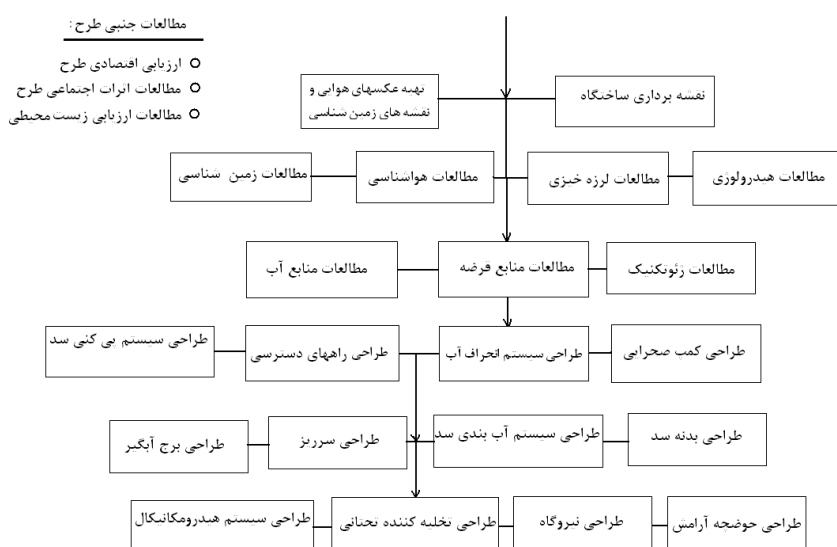 مطالعات جنبی طرح :
ارزیابی اقتصادی طرح
مطالعات اثرات اجتماعی طرح
مطالعات ارزیابی زیست محیطی
نقشه برداری ساختگاه
تهیه عکسهای هوایی و
نقشه های زمین شناسی
مطالعات هیدرولوژی
مطالعات لرزه خیزی
مطالعات هواشناسی
مطالعات زمین شناسی
مطالعات ژئوتکنیک
مطالعات منابع قرضه
مطالعات منابع آب
طراحی کمپ صحرایی
طراحی سیستم انحراف آب
طراحی راههای دسترسی
طراحی سیستم پی کنی سد
طراحی بدنه سد
طراحی سیستم آب بندی سد
طراحی سرریز
طراحی برج آبگیر
طراحی حوضچه آرامش
طراحی نیروگاه
طراحی تخلیه کننده تحتانی
طراحی سیستم هیدرومکانیکال